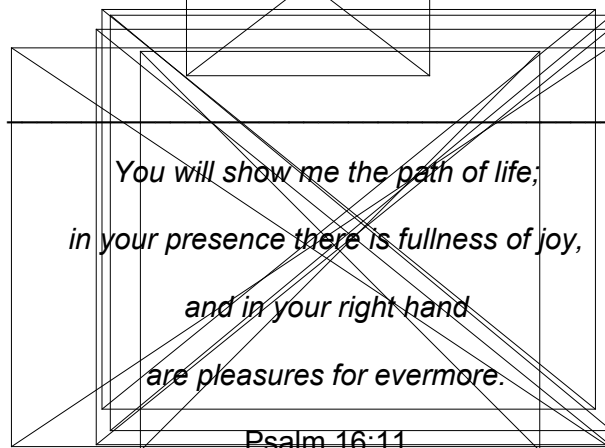 You will show me the path of life;
in your presence there is fullness of joy,
and in your right hand
are pleasures for evermore.
Psalm 16:11